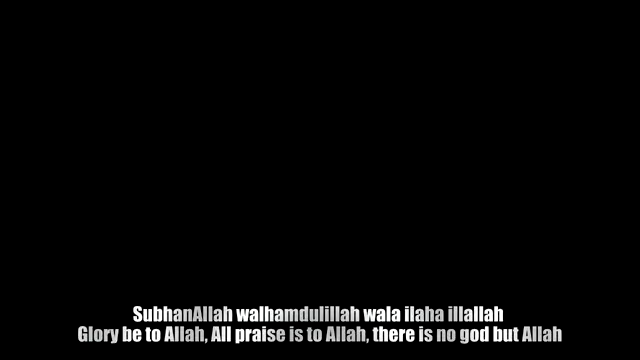 SubhanAllah walhamdulillah wala ilaha illallah
Glory be to Allah, All praise is to Allah, there is no god but Allah